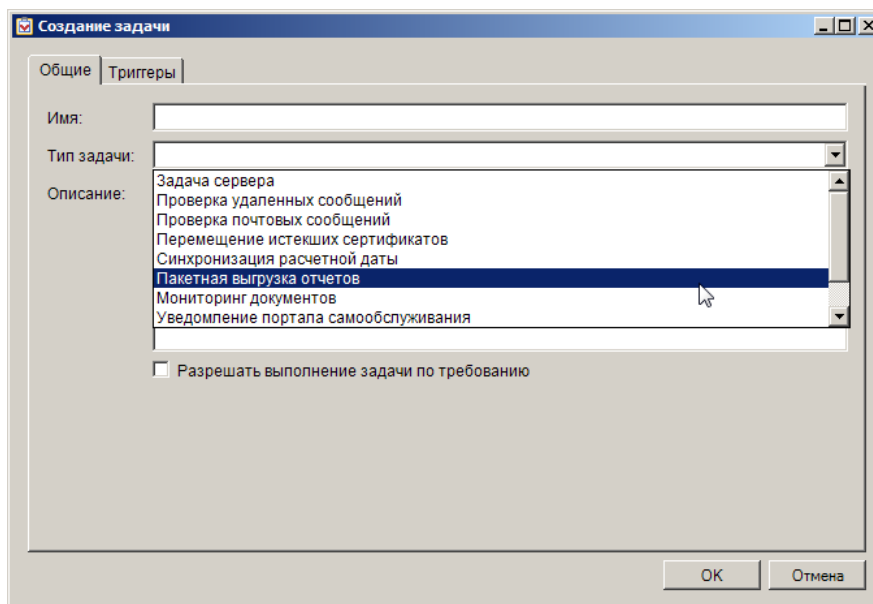 Создание задачи
Общие Триггеры
Имя:
Тип задачи:
Описание:
Задача сервера
Проверка удаленных сообщений
Проверка почтовых сообщений
Перемещение истекших сертификатов
Синхронизация расчетной даты
Пакетная выгрузка отчетов
Мониторинг документов
Уведомление портала самообслуживания
Разрешать выполнение задачи по требованию
OK Отмена